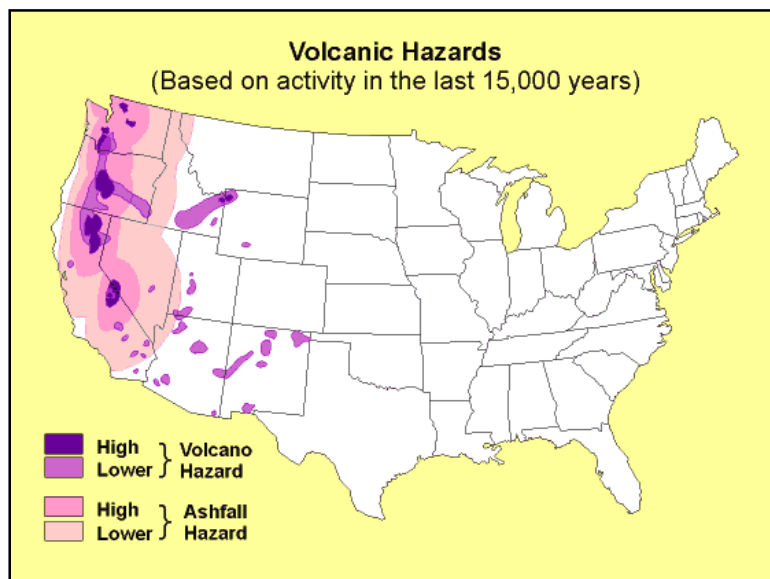 Volcanic Hazards
(Based on activity in the last 15,000 years)
High
Lower
} Volcano
Hazard
High
Lower
} Ashfall
Hazard